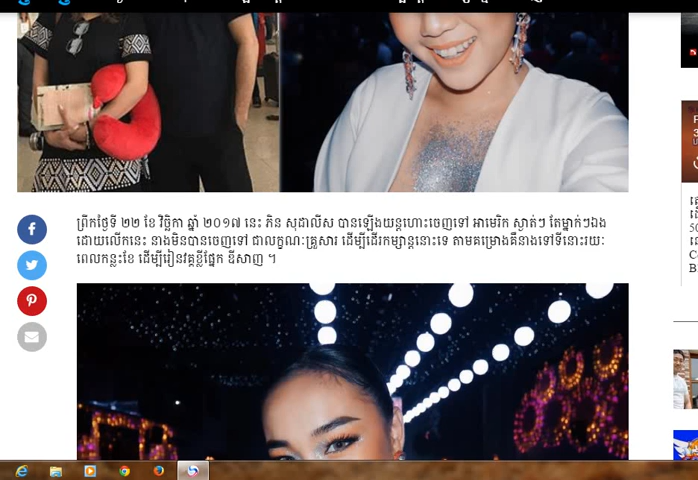 ព្រឹកថ្ងៃទី ២២ ខែ វិច្ឆិកា ឆ្នាំ ២០១៧ នេះ ភិន សុដាលីស បានឡើងយន្តហោះចេញទៅ អាមេរិក ស្ងាត់ៗ តែម្នាក់ៗឯង
ដោយលើកនេះ នាងមិនបានចេញទៅ ជាលក្ខណៈគ្រួសារ ដើម្បីដើរកម្សាន្តនោះទេ តាមគម្រោងគឺនាងទៅទីនោះរយៈ
ពេលកន្លះខែ ដើម្បីរៀនវគ្គខ្លីផ្នែក ឌីសាញ ។